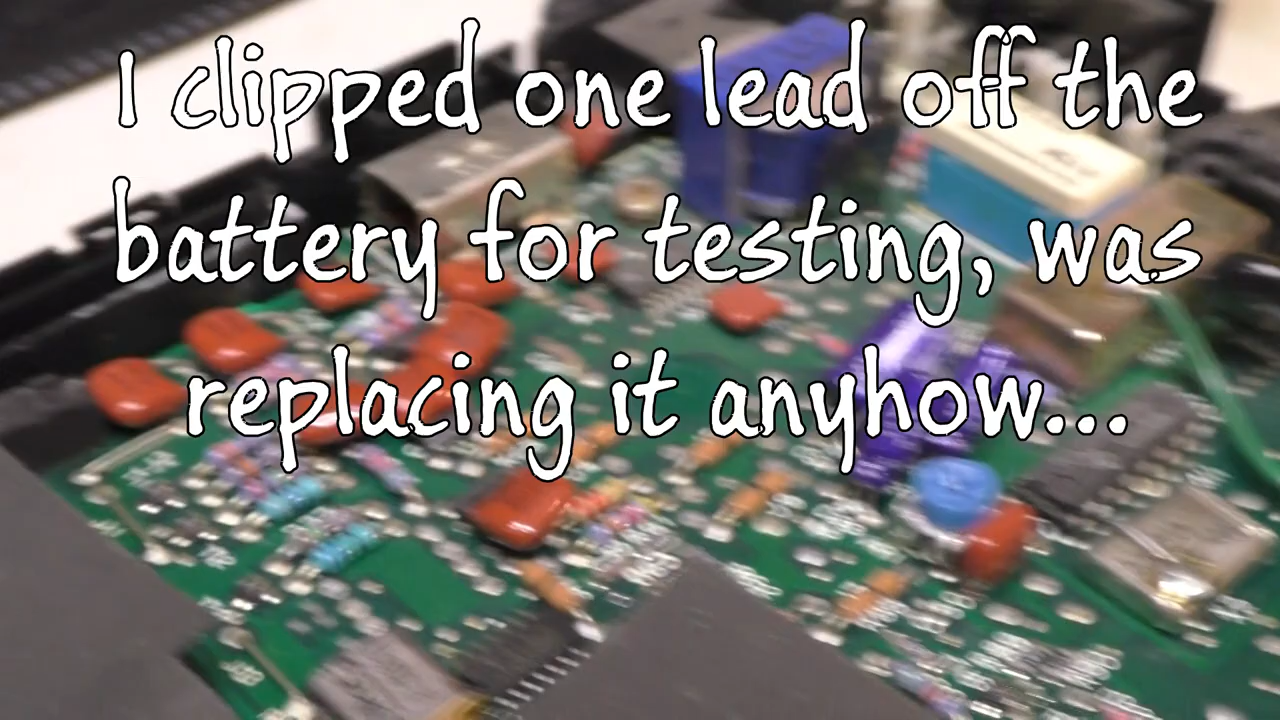 I clipped one lead off the
battery for testing, was
replacing it anyhow...